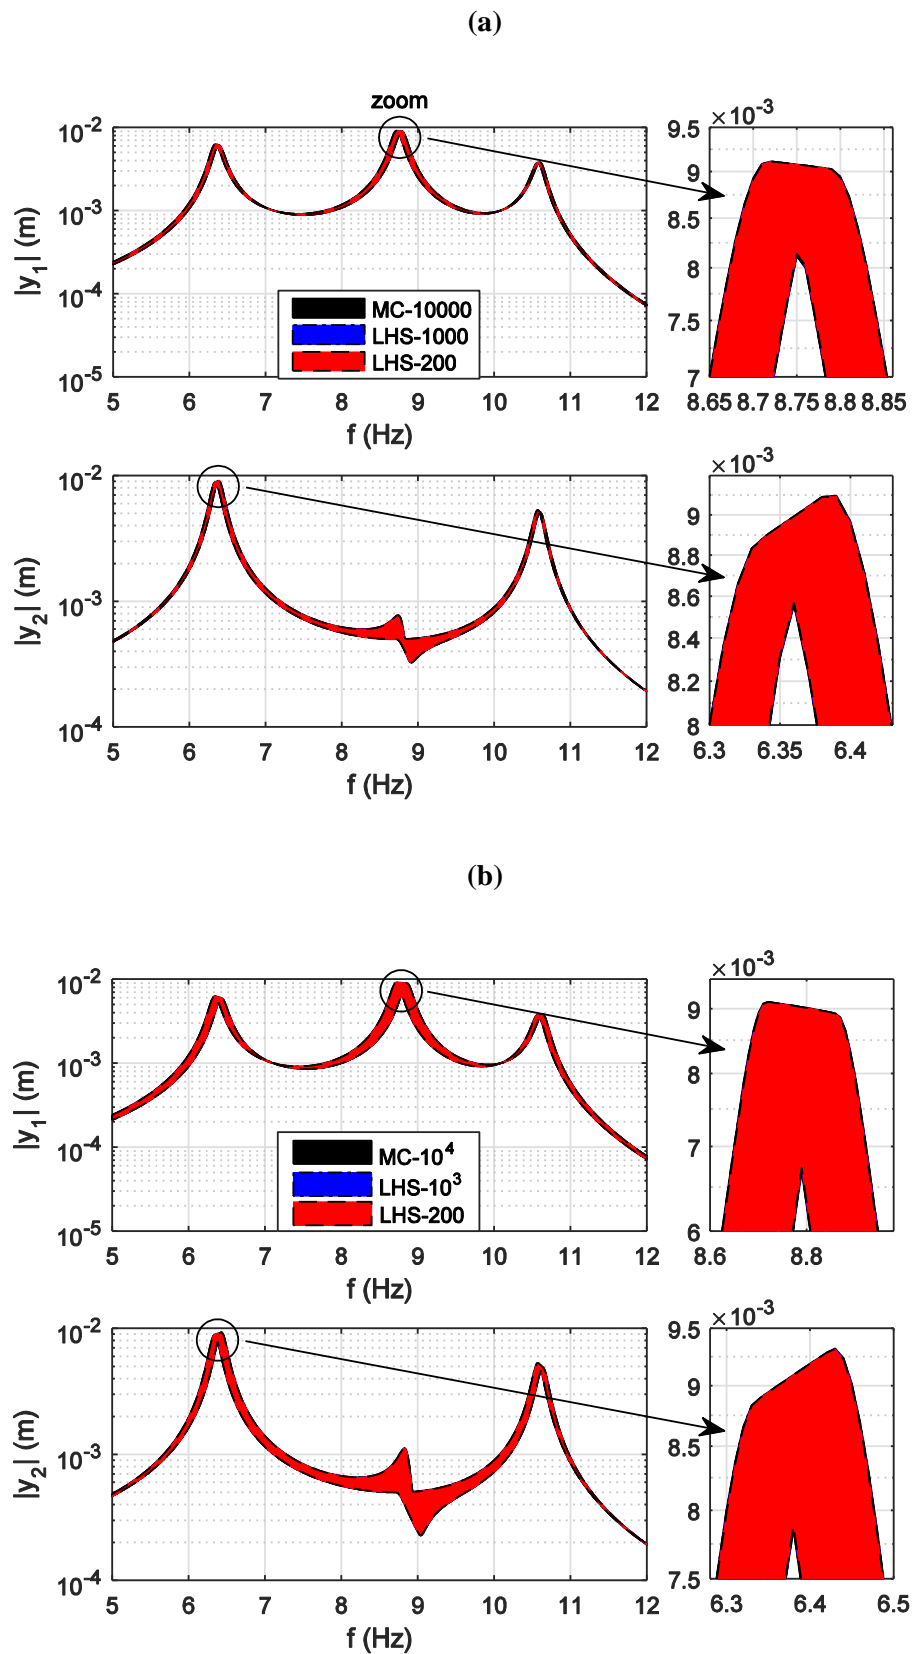 (a)
zoom
|y1| (m)
10-2
10-3
10-4
10-5
MC-10000
LHS-1000
LHS-200
5 6 7 8 9 10 11 12
f (Hz)
×10-3
9.5
9
8.5
8
7.5
7
8.65 8.7 8.75 8.8 8.85
|y2| (m)
10-2
10-3
10-4
5 6 7 8 9 10 11 12
f (Hz)
×10-3
9
8.8
8.6
8.4
8.2
8
6.3 6.35 6.4
(b)
|y1| (m)
10-2
10-3
10-4
10-5
MC-10^4
LHS-10^3
LHS-200
5 6 7 8 9 10 11 12
f (Hz)
×10-3
9
8
7
6
8.6 8.8
|y2| (m)
10-2
10-3
10-4
5 6 7 8 9 10 11 12
f (Hz)
×10-3
9.5
9
8.5
8
7.5
6.3 6.4 6.5